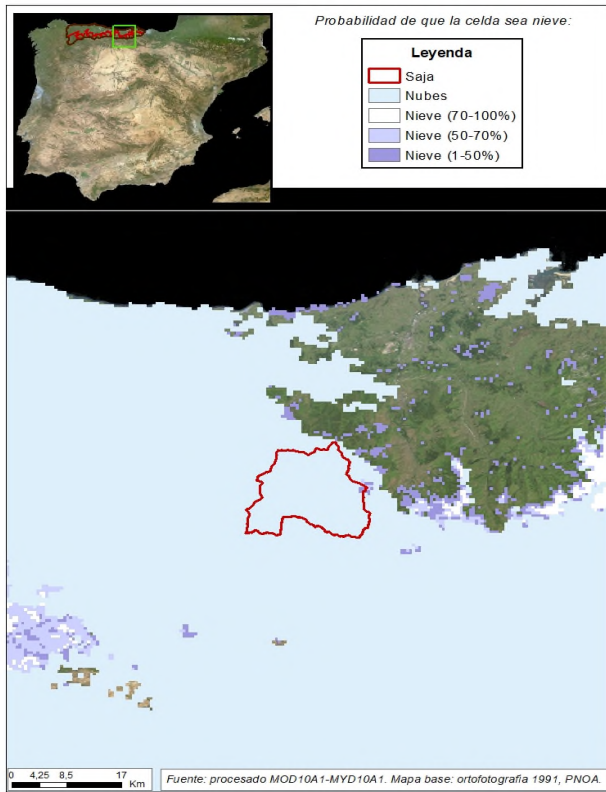 Probabilidad de que la celda sea nieve:
Leyenda
Saja
Nubes
Nieve (70-100%)
Nieve (50-70%)
Nieve (1-50%)
0 4,25 8,5 17
Km
Fuente: procesado MOD10A1-MYD10A1. Mapa base: ortofotografia 1991, PNOA.